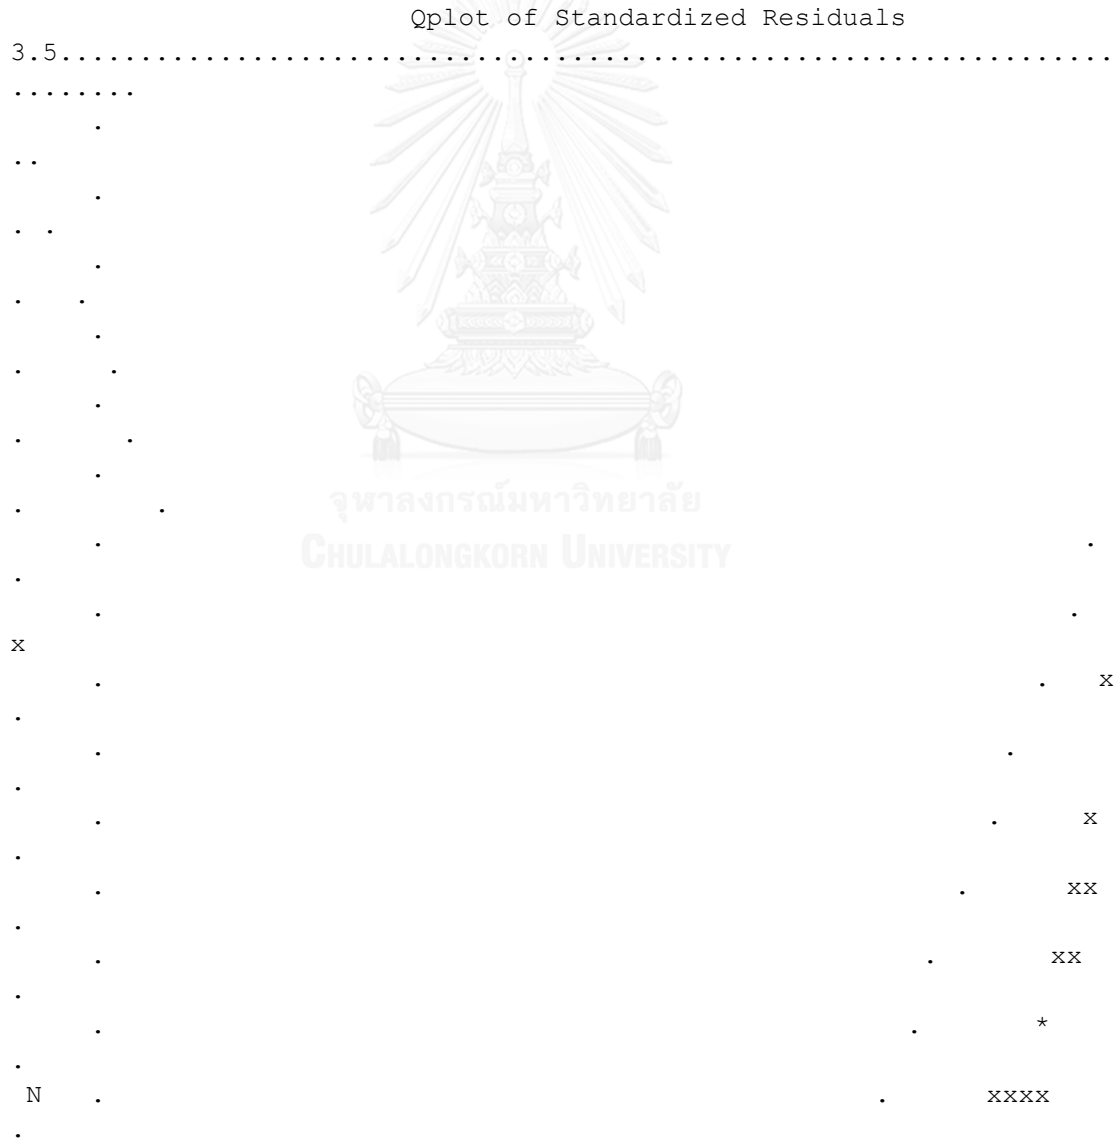 Qplot of Standardized Residuals
3.5..................................................................
........
.
..
.
. .
.
.   .
.
.     .
.
.      .
.
.        .
จุฬาลงกรณ์มหาวิทยาลัย
.                                                             .
CHULALONGKORN UNIVERSITY
.
.                                                            .
x
.                                                          .   x
.
.                                                        .
.
.                                                       .     x
.
.                                                     .      xx
.
.                                                   .       xx
.
.                                                  .       *
.
N   .                                                .      xxxx
.